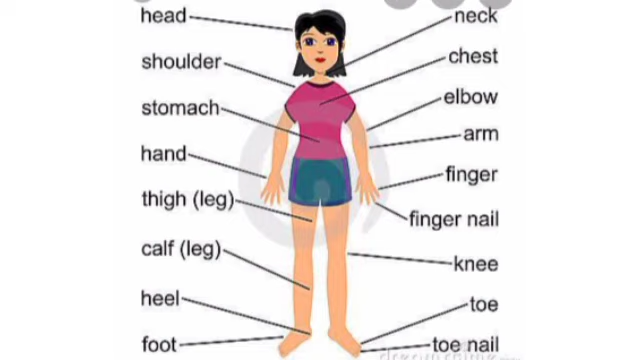 head
shoulder
stomach
hand
thigh (leg)
calf (leg)
heel
foot
neck
chest
elbow
arm
finger
finger nail
knee
toe
toe nail
dreamstime